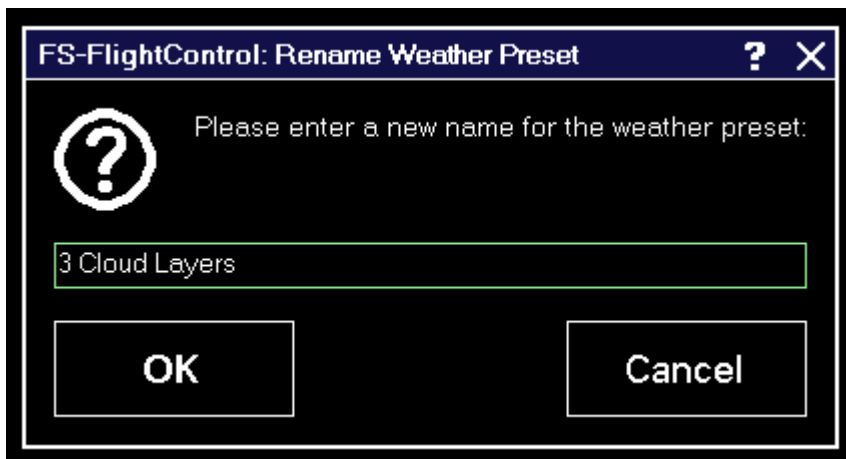 FS-FlightControl: Rename Weather Preset ? X
Please enter a new name for the weather preset:
3 Cloud Layers
OK
Cancel